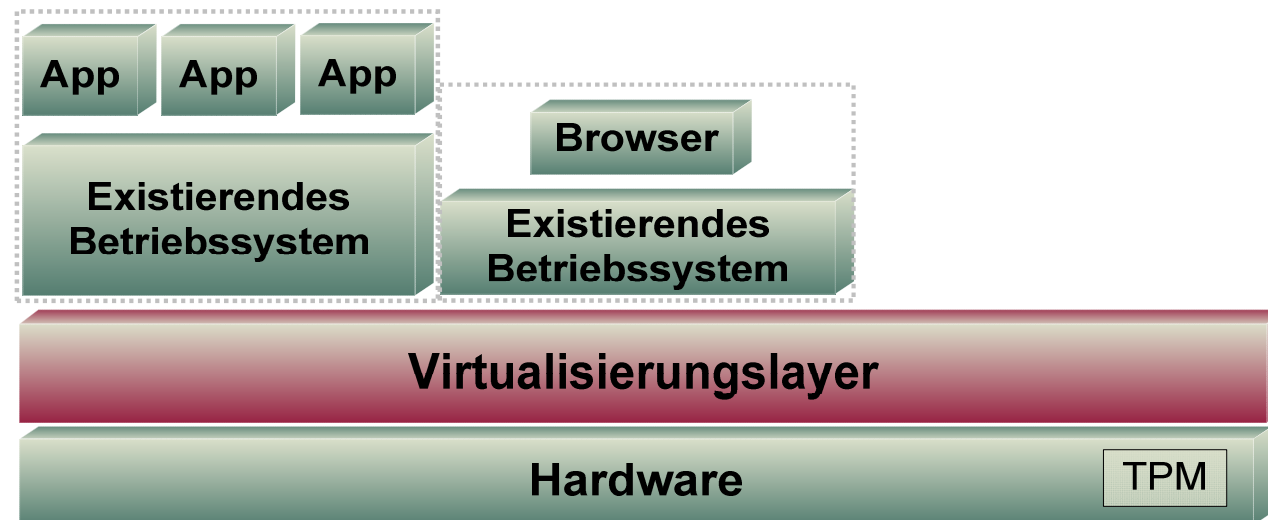 App
App
App
Browser
Existierendes
Betriebssystem
Existierendes
Betriebssystem
Virtualisierungslayer
Hardware
TPM